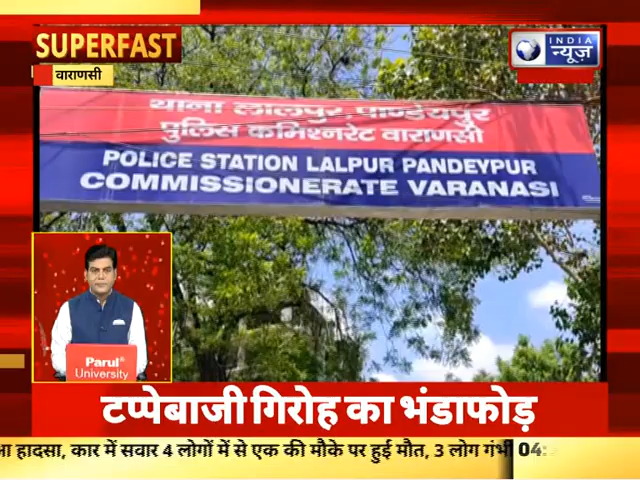 SUPERFAST
INDIA
न्यूज़
वाराणसी
थाना लालपुर पाण्डेयपुर
पुलिस कमिश्नरेट वाराणसी
POLICE STATION LALPUR PANDEYPUR
COMMISSIONERATE VARANASI
Parul®
University
टप्पेबाजी गिरोह का भंडाफोड़
हादसा, कार में सवार 4 लोगों में से एक की मौके पर हुई मौत, 3 लोग
04: